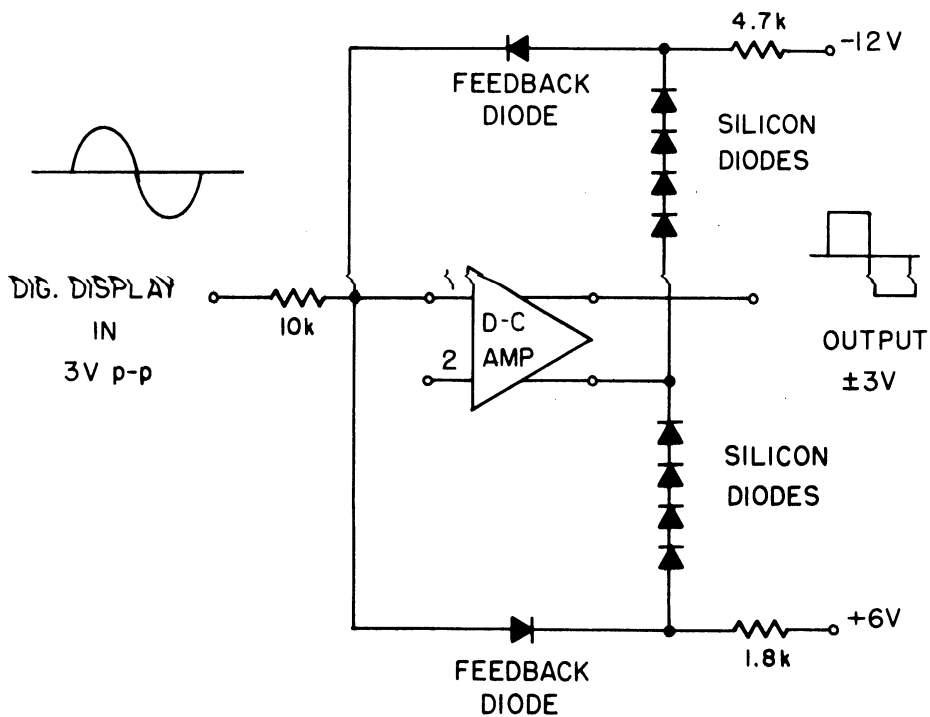 4.7k
-12V
FEEDBACK
DIODE
SILICON
DIODES
DIG. DISPLAY
IN
3V p-p
10k
D-C
AMP
2
OUTPUT
±3V
SILICON
DIODES
+6V
1.8k
FEEDBACK
DIODE